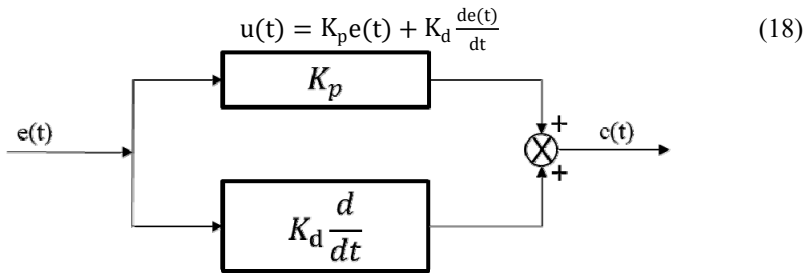 u(t) = K_p e(t) + K_d de(t)/dt (18)
K_p
+
e(t)
c(t)
+
K_d d/dt